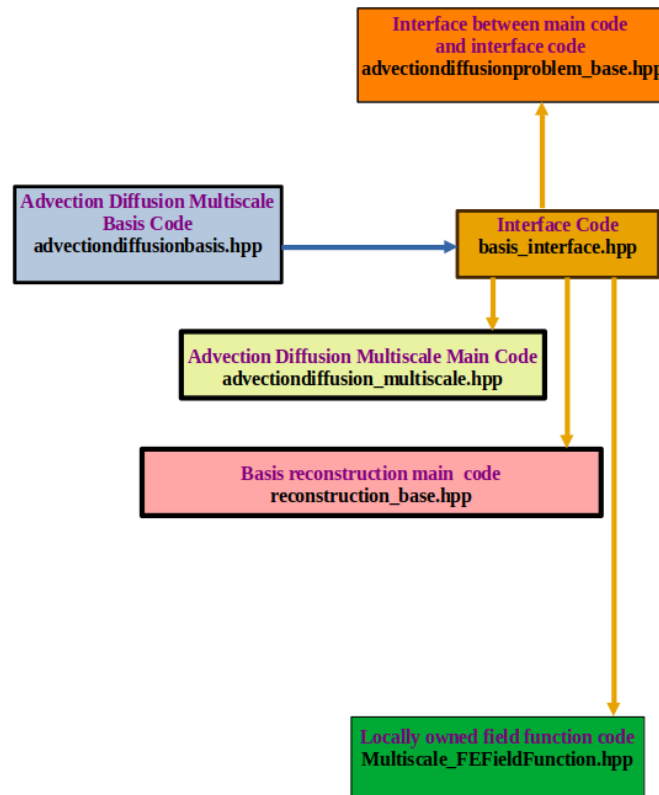 Interface between main code
and interface code
advectiondiffusionproblem_base.hpp
Advection Diffusion Multiscale
Basis Code
advectiondiffusionbasis.hpp
Interface Code
basis_interface.hpp
Advection Diffusion Multiscale Main Code
advectiondiffusion_multiscale.hpp
Basis reconstruction main code
reconstruction_base.hpp
Locally owned field function code
Multiscale_FEFieldFunction.hpp